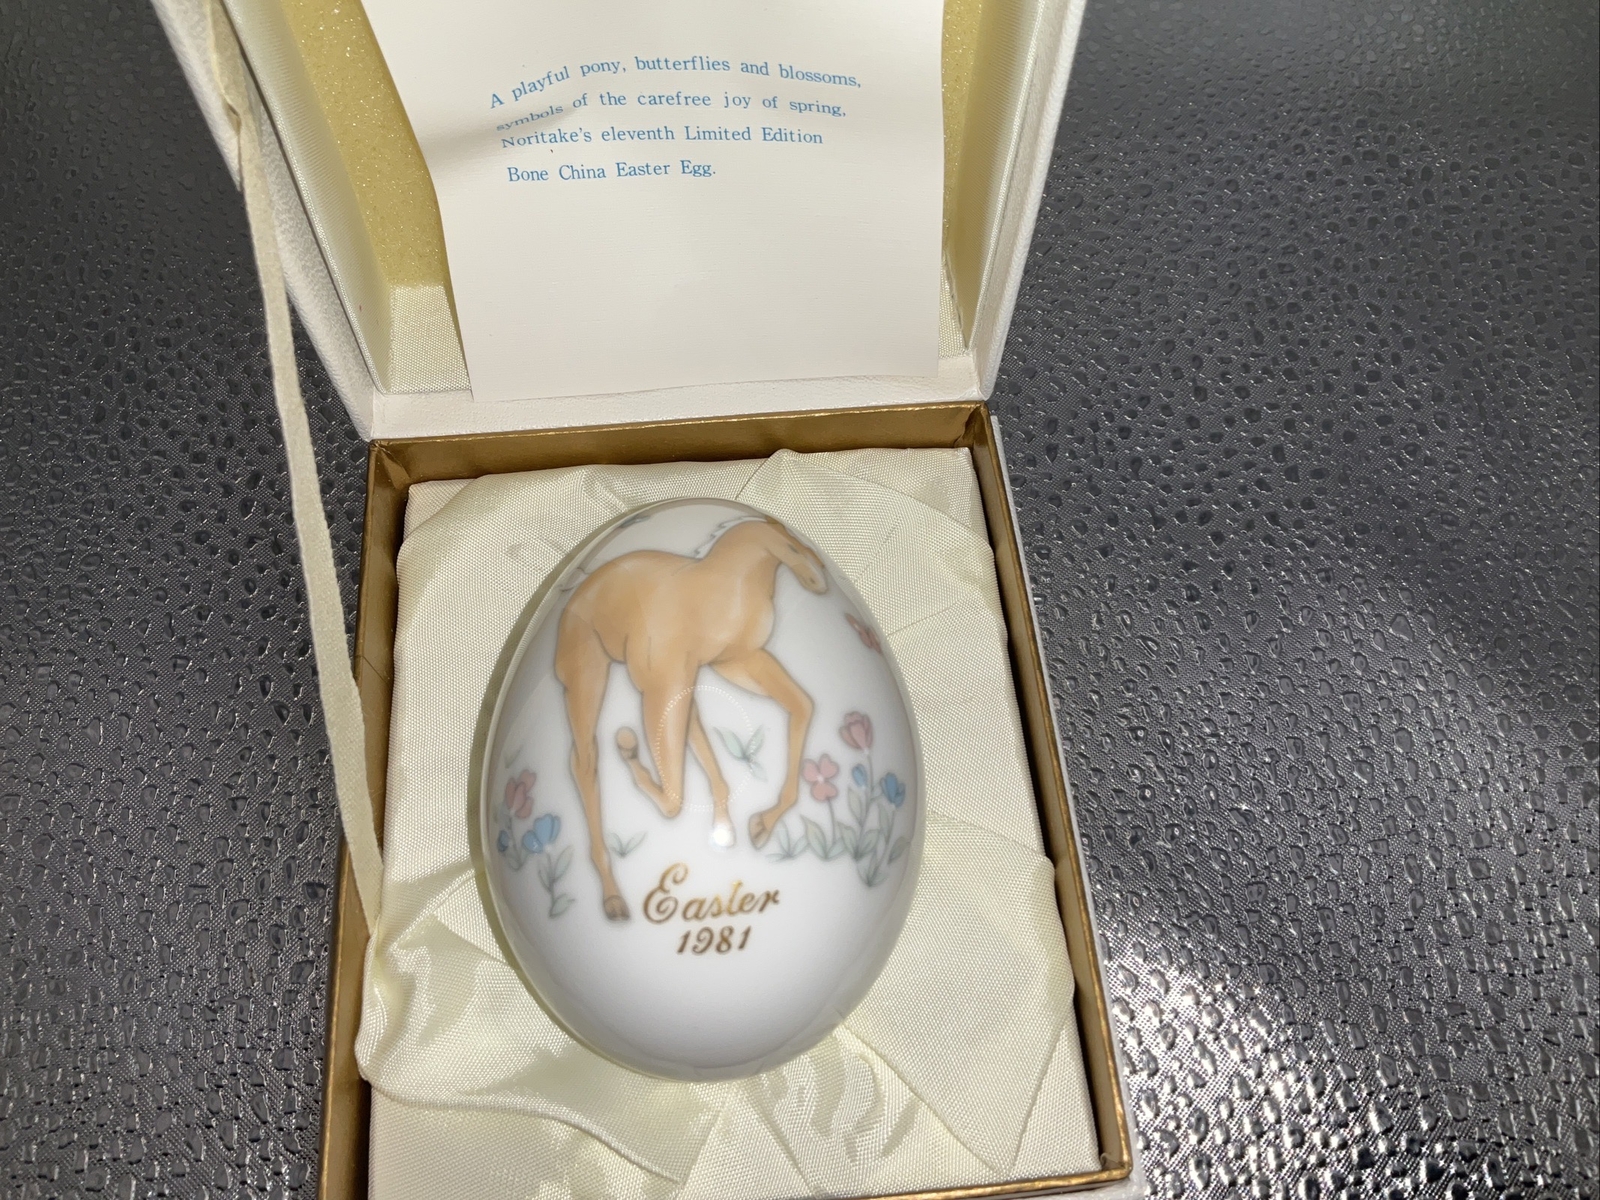 A playful pony, butterflies and blossoms,
symbols of the carefree joy of spring,
Noritake's eleventh Limited Edition
Bone China Easter Egg.
Easter
1981